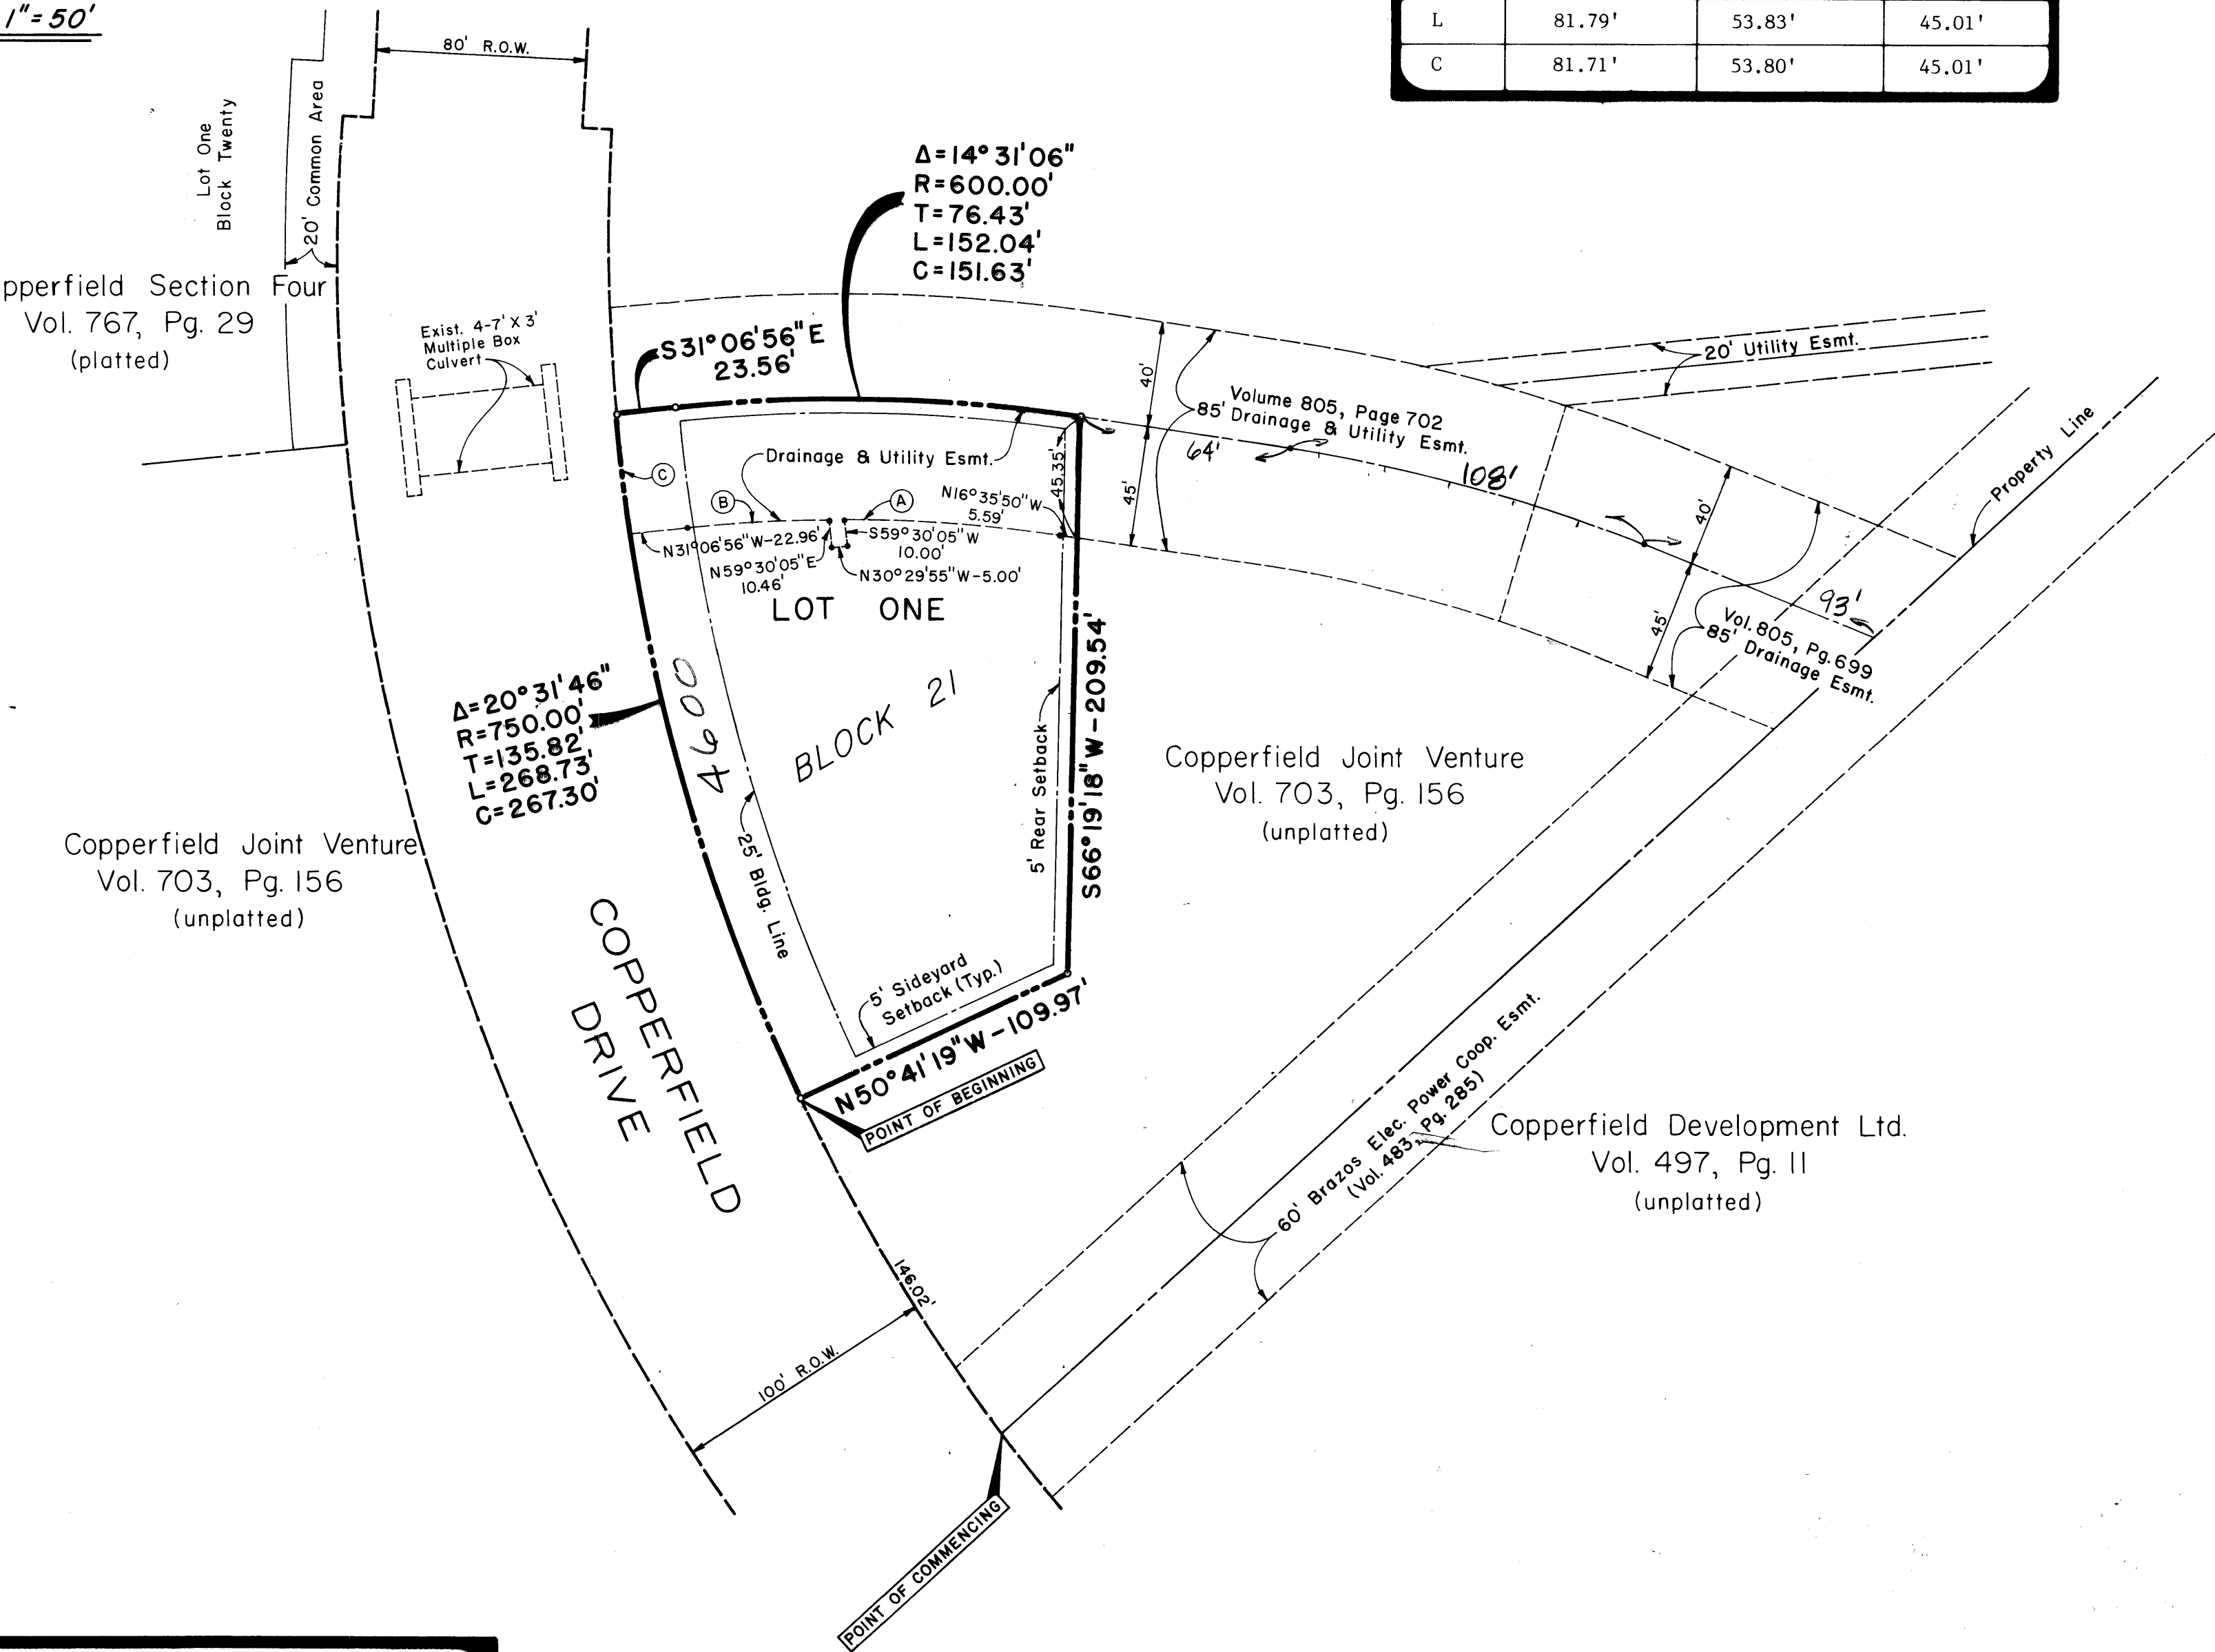 1"=50'
L 81.79' 53.83' 45.01'
C 81.71' 53.80' 45.01'
80' R.O.W.
Lot One
Block Twenty
20' Common Area
Δ=14°31'06"
R=600.00'
T=76.43'
L=152.04'
C=151.63'
pperfield Section Four
Vol. 767, Pg. 29
(platted)
Exist. 4-7' X 3'
Multiple Box
Culvert
S31°06'56"E
23.56'
20' Utility Esmt.
40'
Volume 805, Page 702
85' Drainage & Utility Esmt.
64'
108'
45'
Property Line
40'
45'
93'
Vol. 805, Pg. 699
85' Drainage Esmt.
Drainage & Utility Esmt.
C
B
A
45.35'
N16°35'50"W
5.59'
N31°06'56"W-22.96'
S59°30'05"W
10.00'
N59°30'05"E
10.46'
N30°29'55"W-5.00'
LOT ONE
BLOCK 21
4600
Δ=20°31'46"
R=750.00'
T=135.82'
L=268.73'
C=267.30'
25' Bldg. Line
5' Rear Setback
S66°19'18"W-209.54'
Copperfield Joint Venture
Vol. 703, Pg. 156
(unplatted)
Copperfield Joint Venture
Vol. 703, Pg. 156
(unplatted)
COPPERFIELD
DRIVE
5' Sideyard
Setback (Typ.)
N50°41'19"W-109.97'
POINT OF BEGINNING
60' Brazos Elec. Power Coop. Esmt.
(Vol. 483, Pg. 285)
Copperfield Development Ltd.
Vol. 497, Pg. 11
(unplatted)
146.02'
100' R.O.W.
POINT OF COMMENCING